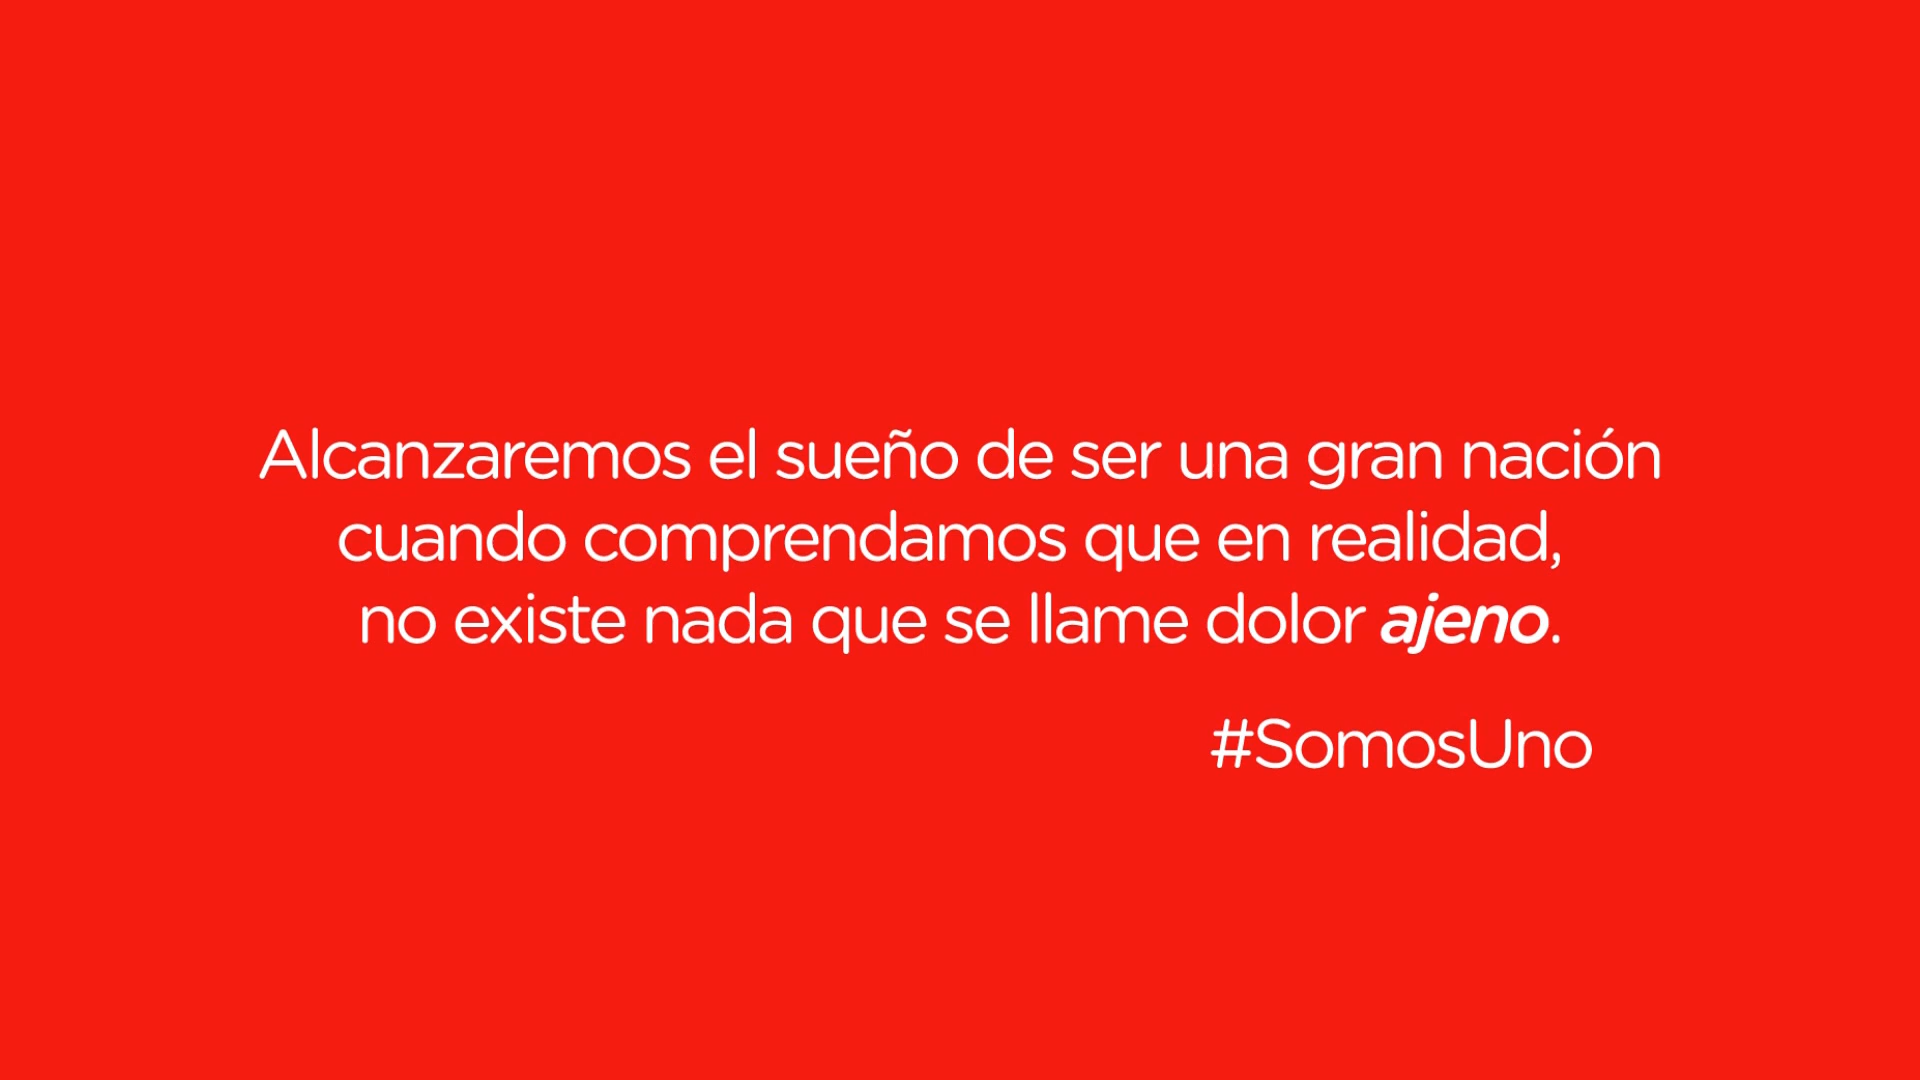 Alcanzaremos el sueño de ser una gran nación
cuando comprendamos que en realidad,
no existe nada que se llame dolor ajeno.
#SomosUno